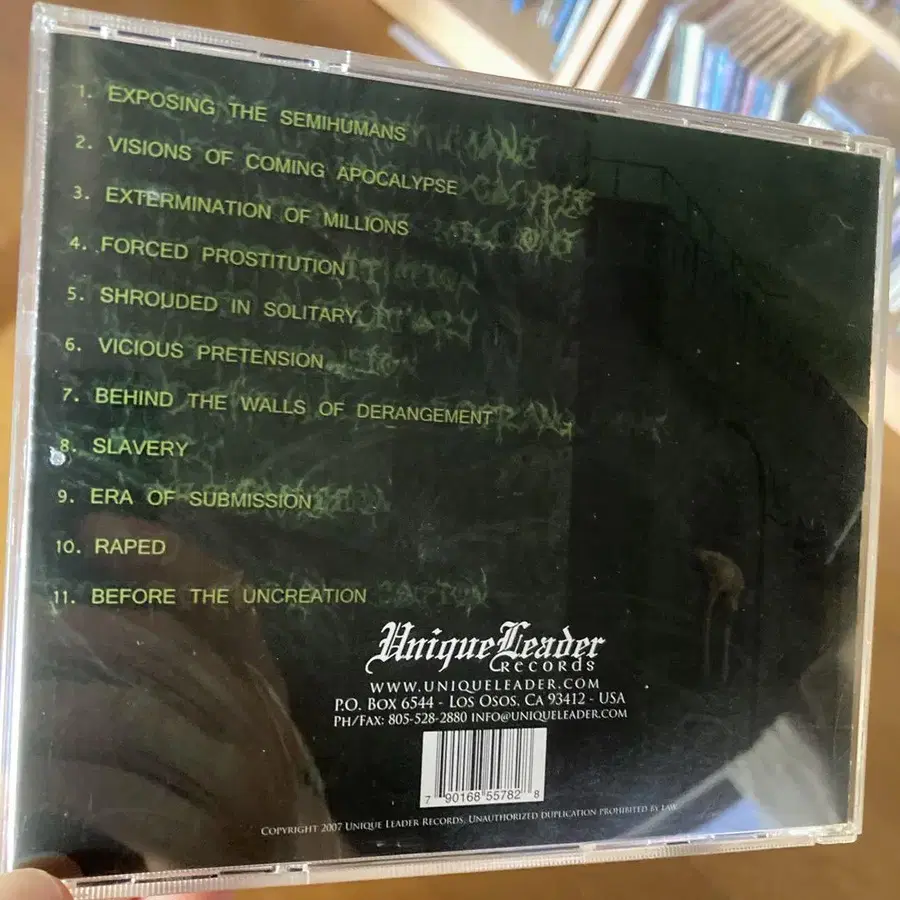 1. EXPOSING THE SEMIHUMANS
2. VISIONS OF COMING APOCALYPSE
3. EXTERMINATION OF MILLIONS
4. FORCED PROSTITUTION
5. SHROUDED IN SOLITARY
6. VICIOUS PRETENSION
7. BEHIND THE WALLS OF DERANGEMENT
8. SLAVERY
9. ERA OF SUBMISSION
10. RAPED
11. BEFORE THE UNCREATION
Unique Leader
Records
WWW.UNIQUELEADER.COM
P.O. BOX 6544 - LOS OSOS, CA 93412 - USA
PH/FAX: 805-528-2880 INFO@UNIQUELEADER.COM
7 90168 55782 8
COPYRIGHT 2007 UNIQUE LEADER RECORDS, UNAUTHORIZED DUPLICATION PROHIBITED BY LAW